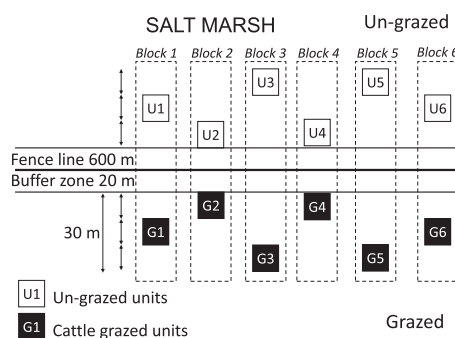 SALT MARSH Un-grazed
Block 1 Block 2 Block 3 Block 4 Block 5 Block 6
U3 U5
U1 U6
U2 U4
Fence line 600 m
Buffer zone 20 m
G2 G4
30 m G1 G6
G3 G5
U1 Un-grazed units
G1 Cattle grazed units
Grazed